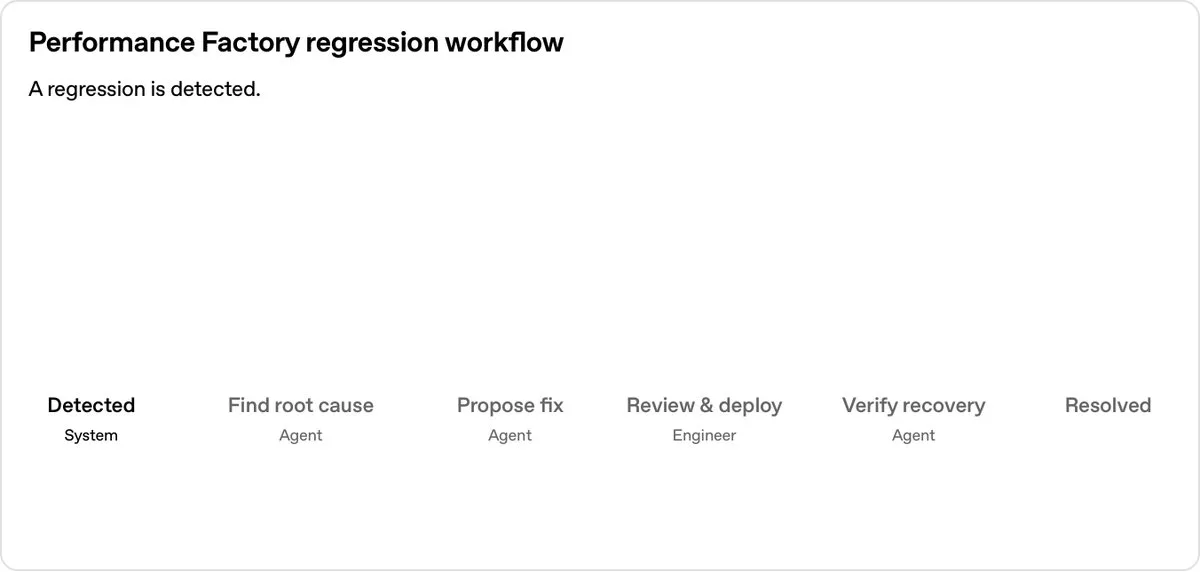 Performance Factory regression workflow
A regression is detected.
Detected Find root cause Propose fix Review & deploy Verify recovery Resolved
System Agent Agent Engineer Agent